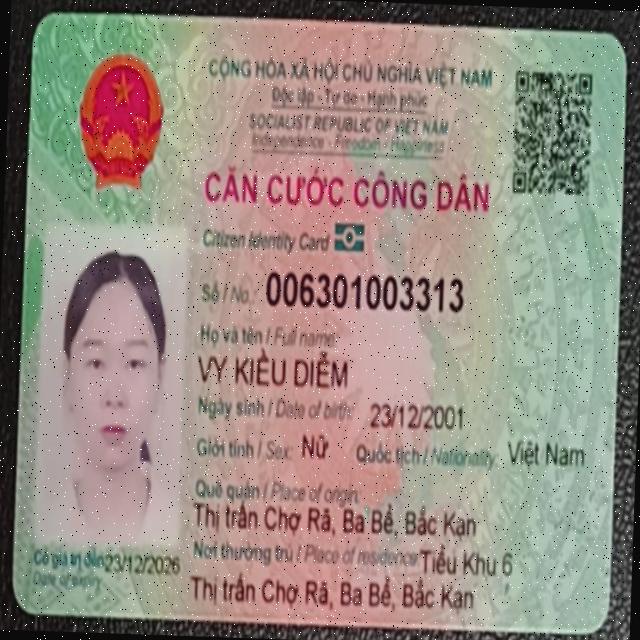 CỘNG HÒA XÃ HỘI CHỦ NGHĨA VIỆT NAM
Độc lập - Tự do - Hạnh phúc
SOCIALIST REPUBLIC OF VIET NAM
Independence - Freedom - Happiness
CĂN CƯỚC CÔNG DÂN
Citizen Identity Card
Số / No.: 006301003313
Họ và tên / Full name:
VY KIỀU DIỄM
Ngày sinh / Date of birth: 23/12/2001
Giới tính / Sex: Nữ Quốc tịch / Nationality: Việt Nam
Quê quán / Place of origin:
Thị trấn Chợ Rã, Ba Bể, Bắc Kạn
Nơi thường trú / Place of residence: Tiểu Khu 6
Thị trấn Chợ Rã, Ba Bể, Bắc Kạn
Có giá trị đến: 23/12/2026
Date of expiry